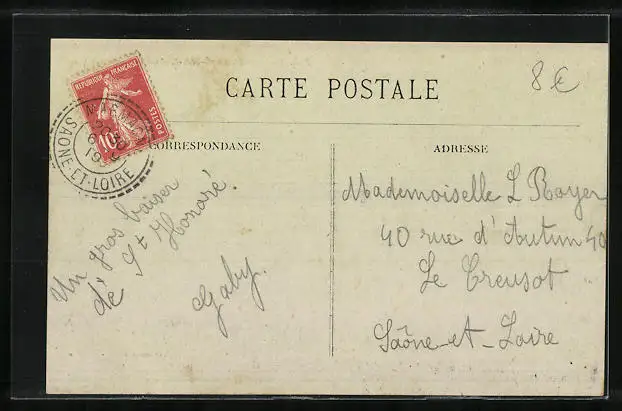 8 €
CARTE POSTALE
REPUBLIQUE FRANÇAISE
POSTES
10c
SAONE-ET-LOIRE
CORRESPONDANCE
ADRESSE
Un gros baiser
de St Honoré.
Gaby.
Mademoiselle L Royer
40 rue d'Autun 40
Le Creusot
Saône-et-Loire